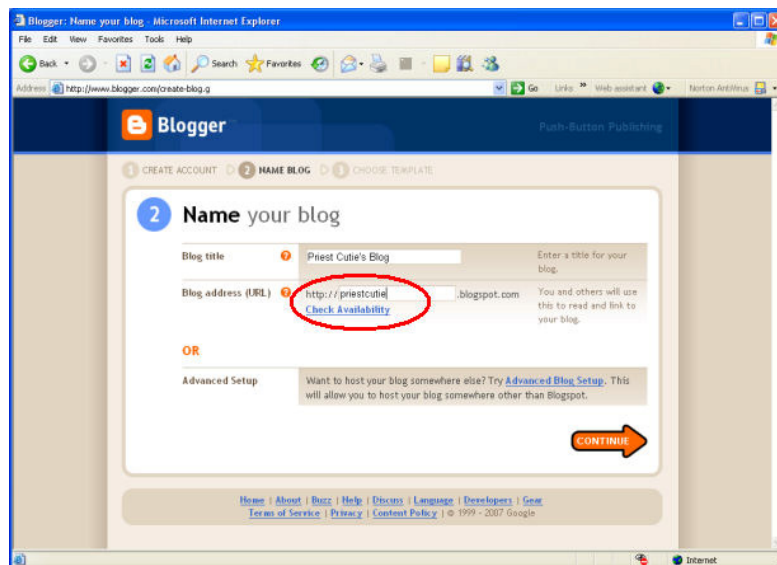 Blogger: Name your blog - Microsoft Internet Explorer
File Edit View Favorites Tools Help
Back Search Favorites
Address http://www.blogger.com/create-blog.g Go Links » Web assistant Norton AntiVirus
Blogger Push-Button Publishing
1 CREATE ACCOUNT 2 NAME BLOG 3 CHOOSE TEMPLATE
2 Name your blog
Blog title ? Priest Cutie's Blog Enter a title for your
blog.
Blog address (URL) ? http:// priestcutie .blogspot.com You and others will use
Check Availability this to read and link to
your blog.
OR
Advanced Setup Want to host your blog somewhere else? Try Advanced Blog Setup. This
will allow you to host your blog somewhere other than Blogspot.
CONTINUE
Home | About | Buzz | Help | Discuss | Language | Developers | Gear
Terms of Service | Privacy | Content Policy | © 1999 - 2007 Google
Internet